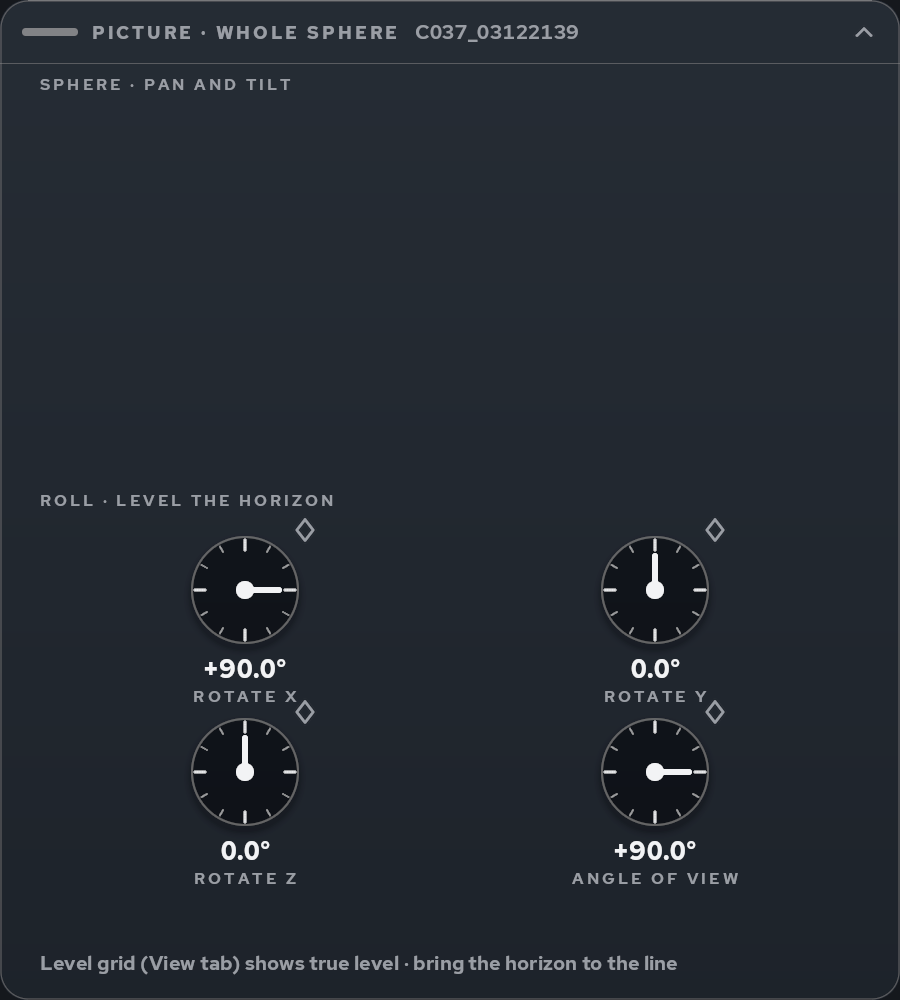 PICTURE · WHOLE SPHERE C037_03122139
SPHERE · PAN AND TILT
ROLL · LEVEL THE HORIZON
+90.0° 0.0°
ROTATE X ROTATE Y
0.0° +90.0°
ROTATE Z ANGLE OF VIEW
Level grid (View tab) shows true level · bring the horizon to the line